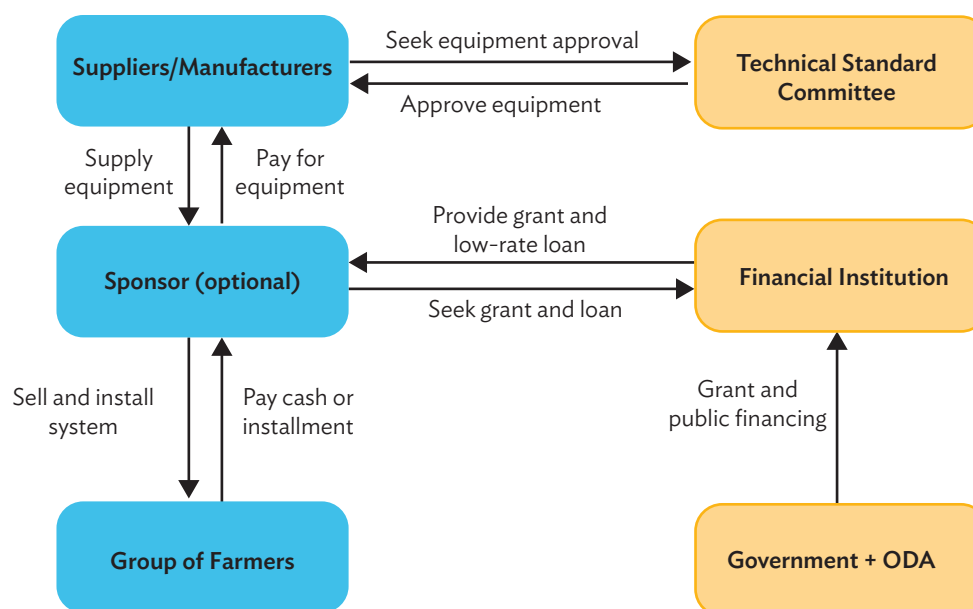 Suppliers/Manufacturers
Seek equipment approval
Approve equipment
Technical Standard
Committee
Supply
equipment
Pay for
equipment
Provide grant and
low-rate loan
Sponsor (optional)
Seek grant and loan
Financial Institution
Sell and install
system
Pay cash or
installment
Grant and
public financing
Group of Farmers
Government + ODA